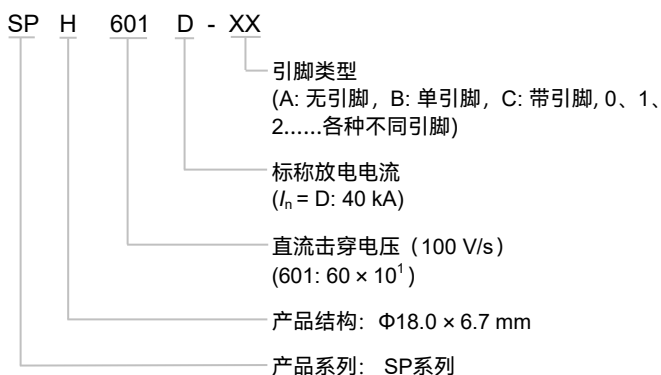 SP H 601 D - XX
引脚类型
(A: 无引脚，B: 单引脚，C: 带引脚, 0、1、
2......各种不同引脚)
标称放电电流
(Iₙ = D: 40 kA)
直流击穿电压（100 V/s）
(601: 60 × 10¹ )
产品结构: Φ18.0 × 6.7 mm
产品系列: SP系列